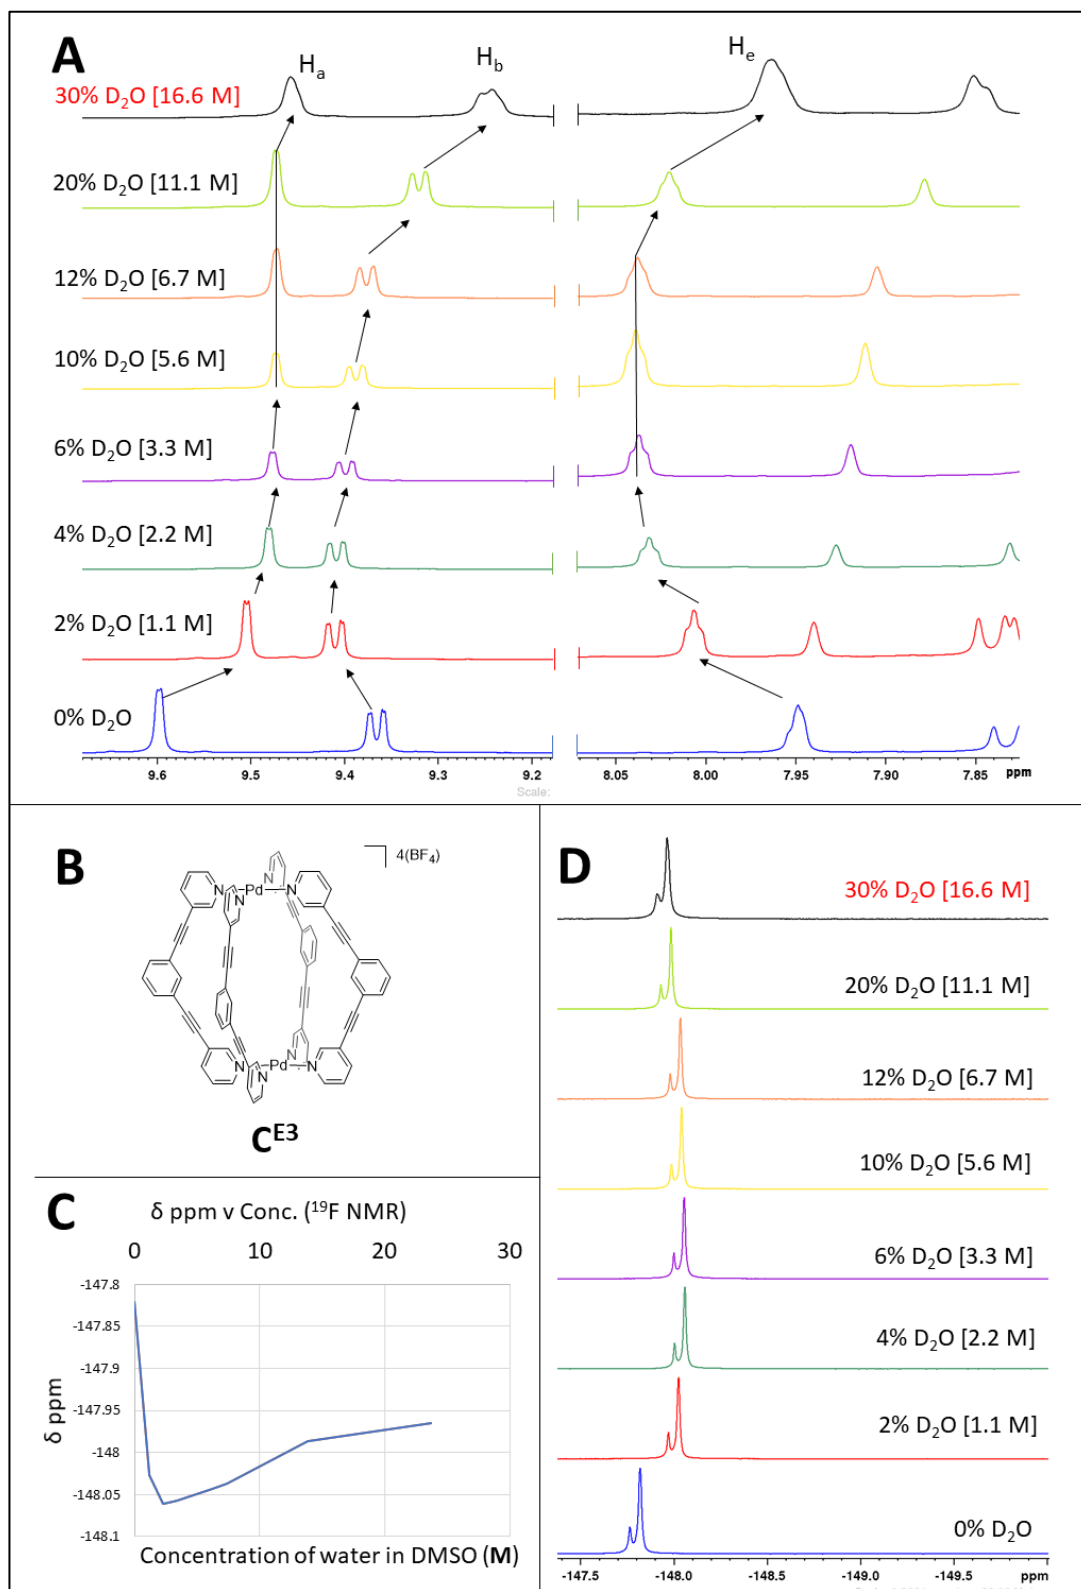 A
H_a
H_b
H_e
30% D₂O [16.6 M]
20% D₂O [11.1 M]
12% D₂O [6.7 M]
10% D₂O [5.6 M]
6% D₂O [3.3 M]
4% D₂O [2.2 M]
2% D₂O [1.1 M]
0% D₂O
9.6 9.5 9.4 9.3 9.2 8.05 8.00 7.95 7.90 7.85 ppm
Scale:
B
4(BF₄)
N Pd N
N N
N Pd N
N N
C^E3
C
δ ppm v Conc. (¹⁹F NMR)
0 10 20 30
-147.8
-147.85
-147.9
-147.95
-148
-148.05
-148.1
δ ppm
Concentration of water in DMSO (M)
D
30% D₂O [16.6 M]
20% D₂O [11.1 M]
12% D₂O [6.7 M]
10% D₂O [5.6 M]
6% D₂O [3.3 M]
4% D₂O [2.2 M]
2% D₂O [1.1 M]
0% D₂O
-147.5 -148.0 -148.5 -149.0 -149.5 ppm